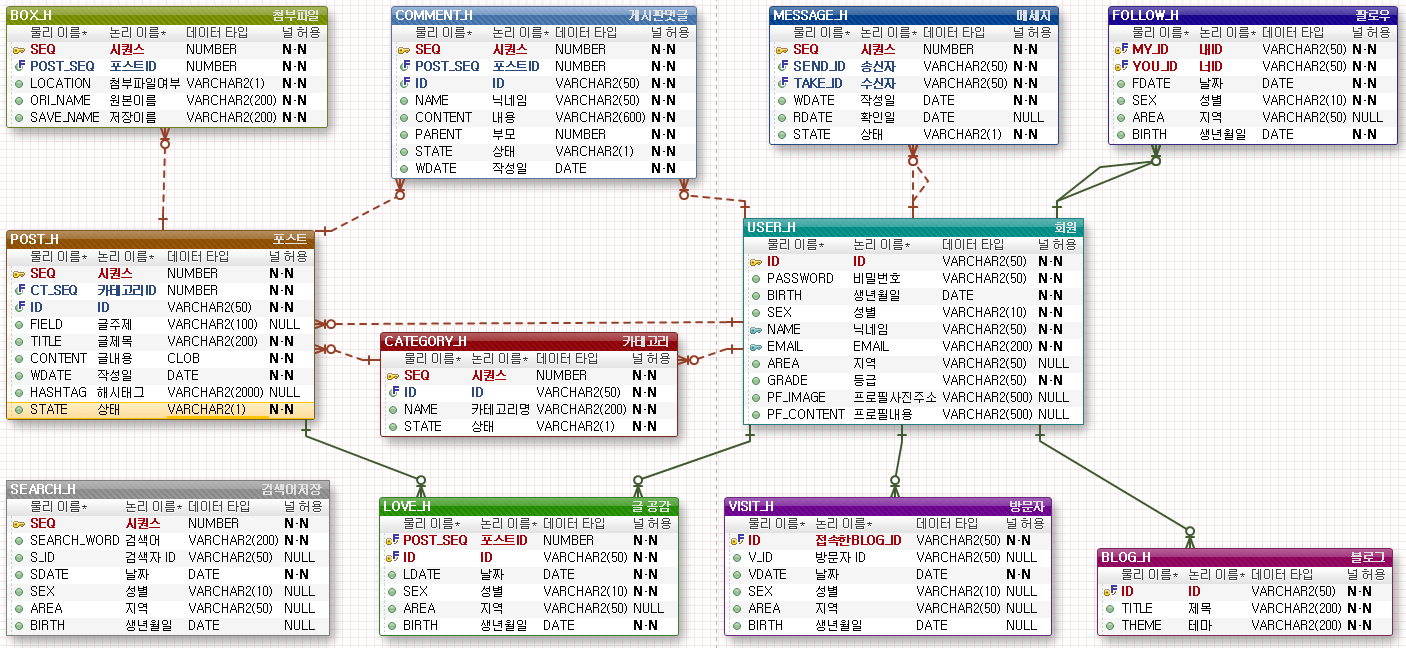 BOX_H 첨부파일
물리 이름* 논리 이름* 데이터 타입 널 허용
SEQ 시퀀스 NUMBER N-N
POST_SEQ 포스트ID NUMBER N-N
LOCATION 첨부파일여부 VARCHAR2(1) N-N
ORI_NAME 원본이름 VARCHAR2(200) N-N
SAVE_NAME 저장이름 VARCHAR2(200) N-N
COMMENT_H 게시판댓글
물리 이름* 논리 이름* 데이터 타입 널 허용
SEQ 시퀀스 NUMBER N-N
POST_SEQ 포스트ID NUMBER N-N
ID ID VARCHAR2(50) N-N
NAME 닉네임 VARCHAR2(50) N-N
CONTENT 내용 VARCHAR2(600) N-N
PARENT 부모 NUMBER N-N
STATE 상태 VARCHAR2(1) N-N
WDATE 작성일 DATE N-N
MESSAGE_H 메세지
물리 이름* 논리 이름* 데이터 타입 널 허용
SEQ 시퀀스 NUMBER N-N
SEND_ID 송신자 VARCHAR2(50) N-N
TAKE_ID 수신자 VARCHAR2(50) N-N
WDATE 작성일 DATE N-N
RDATE 확인일 DATE NULL
STATE 상태 VARCHAR2(1) N-N
FOLLOW_H 팔로우
물리 이름* 논리 이름* 데이터 타입 널 허용
MY_ID 내ID VARCHAR2(50) N-N
YOU_ID 너ID VARCHAR2(50) N-N
FDATE 날짜 DATE N-N
SEX 성별 VARCHAR2(10) N-N
AREA 지역 VARCHAR2(50) NULL
BIRTH 생년월일 DATE N-N
POST_H 포스트
물리 이름* 논리 이름* 데이터 타입 널 허용
SEQ 시퀀스 NUMBER N-N
CT_SEQ 카테고리ID NUMBER N-N
ID ID VARCHAR2(50) N-N
FIELD 글주제 VARCHAR2(100) NULL
TITLE 글제목 VARCHAR2(200) N-N
CONTENT 글내용 CLOB N-N
WDATE 작성일 DATE N-N
HASHTAG 해시태그 VARCHAR2(2000) NULL
STATE 상태 VARCHAR2(1) N-N
CATEGORY_H 카테고리
물리 이름* 논리 이름* 데이터 타입 널 허용
SEQ 시퀀스 NUMBER N-N
ID ID VARCHAR2(50) N-N
NAME 카테고리명 VARCHAR2(200) N-N
STATE 상태 VARCHAR2(1) N-N
USER_H 회원
물리 이름* 논리 이름* 데이터 타입 널 허용
ID ID VARCHAR2(50) N-N
PASSWORD 비밀번호 VARCHAR2(50) N-N
BIRTH 생년월일 DATE N-N
SEX 성별 VARCHAR2(10) N-N
NAME 닉네임 VARCHAR2(50) N-N
EMAIL EMAIL VARCHAR2(200) N-N
AREA 지역 VARCHAR2(50) NULL
GRADE 등급 VARCHAR2(50) N-N
PF_IMAGE 프로필사진주소 VARCHAR2(500) NULL
PF_CONTENT 프로필내용 VARCHAR2(500) NULL
SEARCH_H 검색어저장
물리 이름* 논리 이름* 데이터 타입 널 허용
SEQ 시퀀스 NUMBER N-N
SEARCH_WORD 검색어 VARCHAR2(200) N-N
S_ID 검색자 ID VARCHAR2(50) NULL
SDATE 날짜 DATE N-N
SEX 성별 VARCHAR2(10) NULL
AREA 지역 VARCHAR2(50) NULL
BIRTH 생년월일 DATE NULL
LOVE_H 글 공감
물리 이름* 논리 이름* 데이터 타입 널 허용
POST_SEQ 포스트ID NUMBER N-N
ID ID VARCHAR2(50) N-N
LDATE 날짜 DATE N-N
SEX 성별 VARCHAR2(10) N-N
AREA 지역 VARCHAR2(50) NULL
BIRTH 생년월일 DATE N-N
VISIT_H 방문자
물리 이름* 논리 이름* 데이터 타입 널 허용
ID 접속한BLOG_ID VARCHAR2(50) N-N
V_ID 방문자 ID VARCHAR2(50) NULL
VDATE 날짜 DATE N-N
SEX 성별 VARCHAR2(10) NULL
AREA 지역 VARCHAR2(50) NULL
BIRTH 생년월일 DATE NULL
BLOG_H 블로그
물리 이름* 논리 이름* 데이터 타입 널 허용
ID ID VARCHAR2(50) N-N
TITLE 제목 VARCHAR2(200) N-N
THEME 테마 VARCHAR2(200) N-N